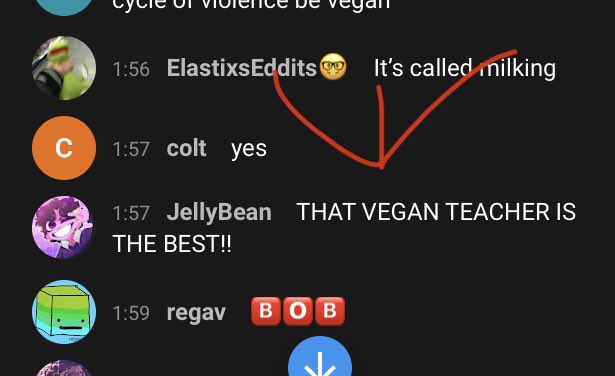 cycle of violence be vegan
1:56 ElastixsEddits🤓 It’s called milking
C
1:57 colt yes
1:57 JellyBean THAT VEGAN TEACHER IS
THE BEST!!
1:59 regav 🅱🅾🅱